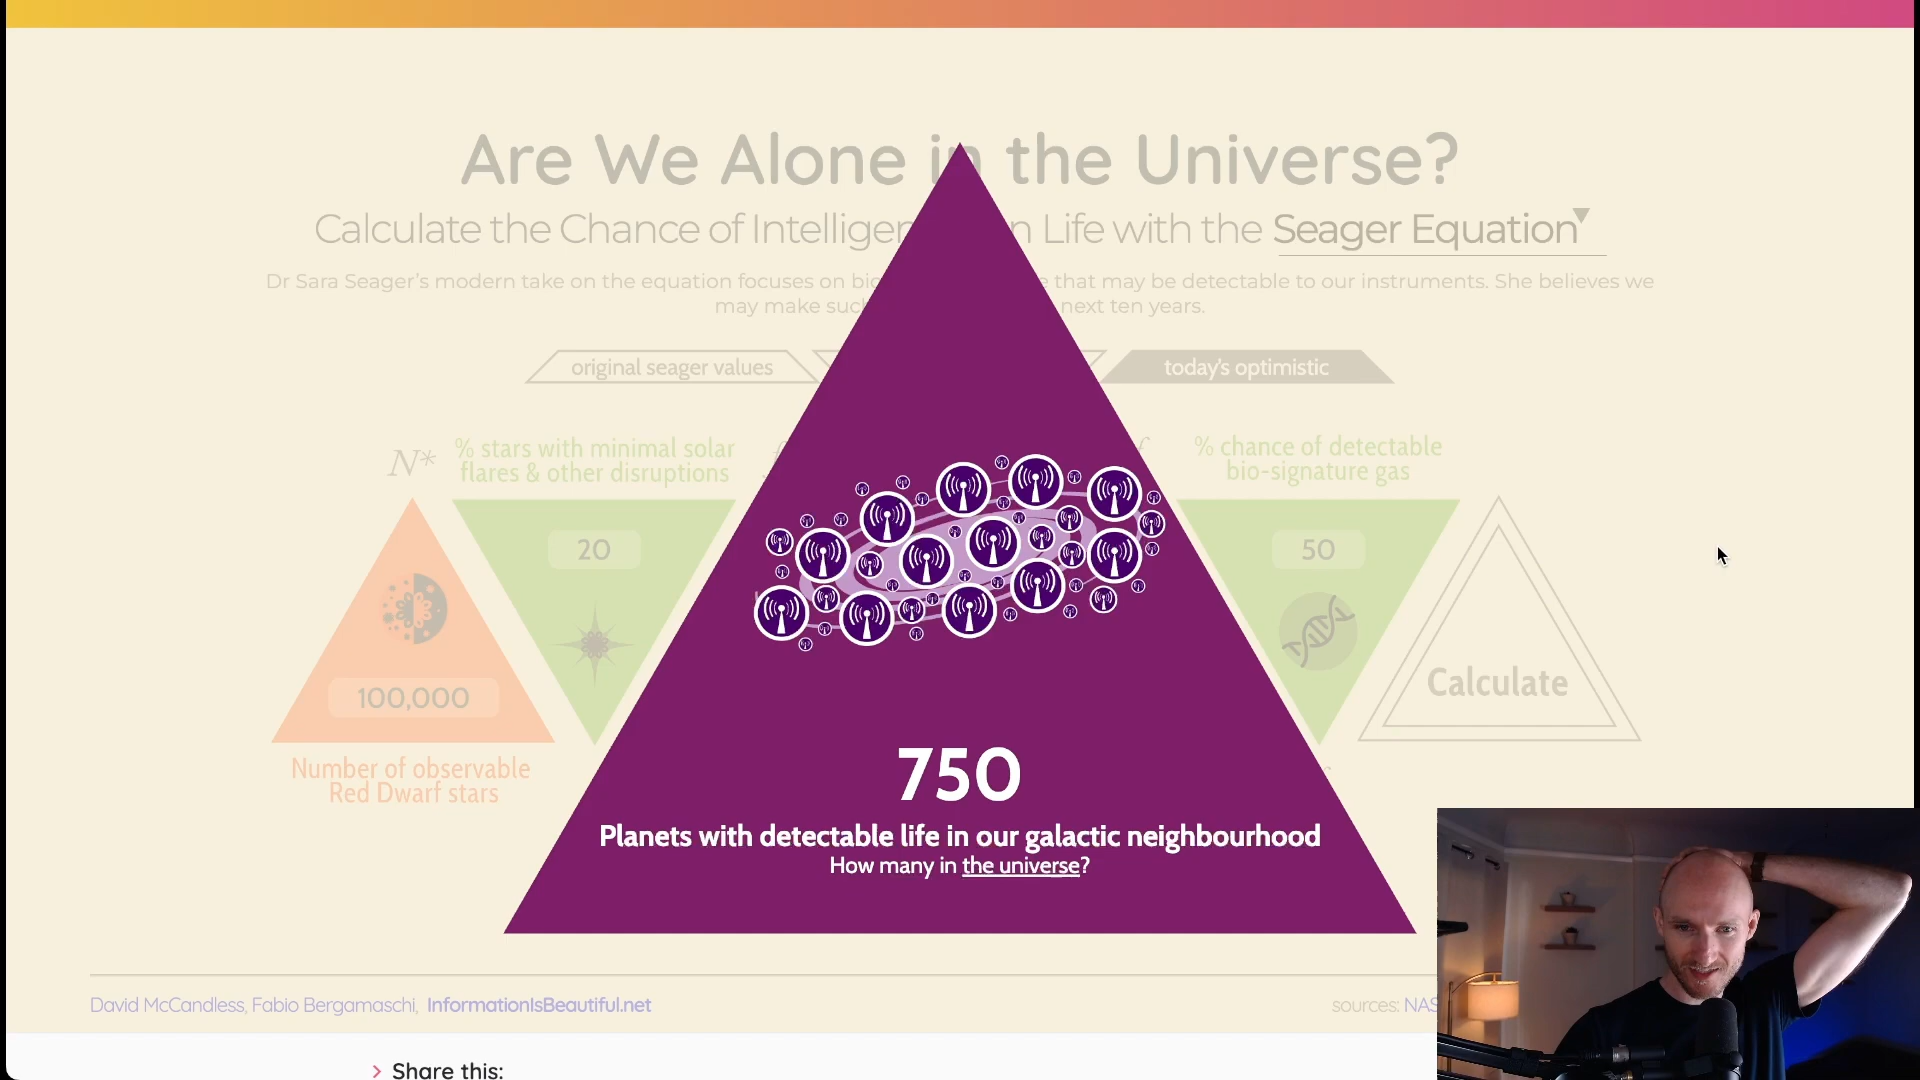 Are We Alone in the Universe?
Calculate the Chance of Intelligen n Life with the Seager Equation
Dr Sara Seager's modern take on the equation focuses on bio e that may be detectable to our instruments. She believes we
may make such next ten years.
original seager values
today's optimistic
N*
% stars with minimal solar
flares & other disruptions
f
% chance of detectable
bio-signature gas
20
50
100,000
Calculate
Number of observable
Red Dwarf stars
750
Planets with detectable life in our galactic neighbourhood
How many in the universe?
David McCandless, Fabio Bergamaschi, InformationIsBeautiful.net
sources: NAS
Share this: